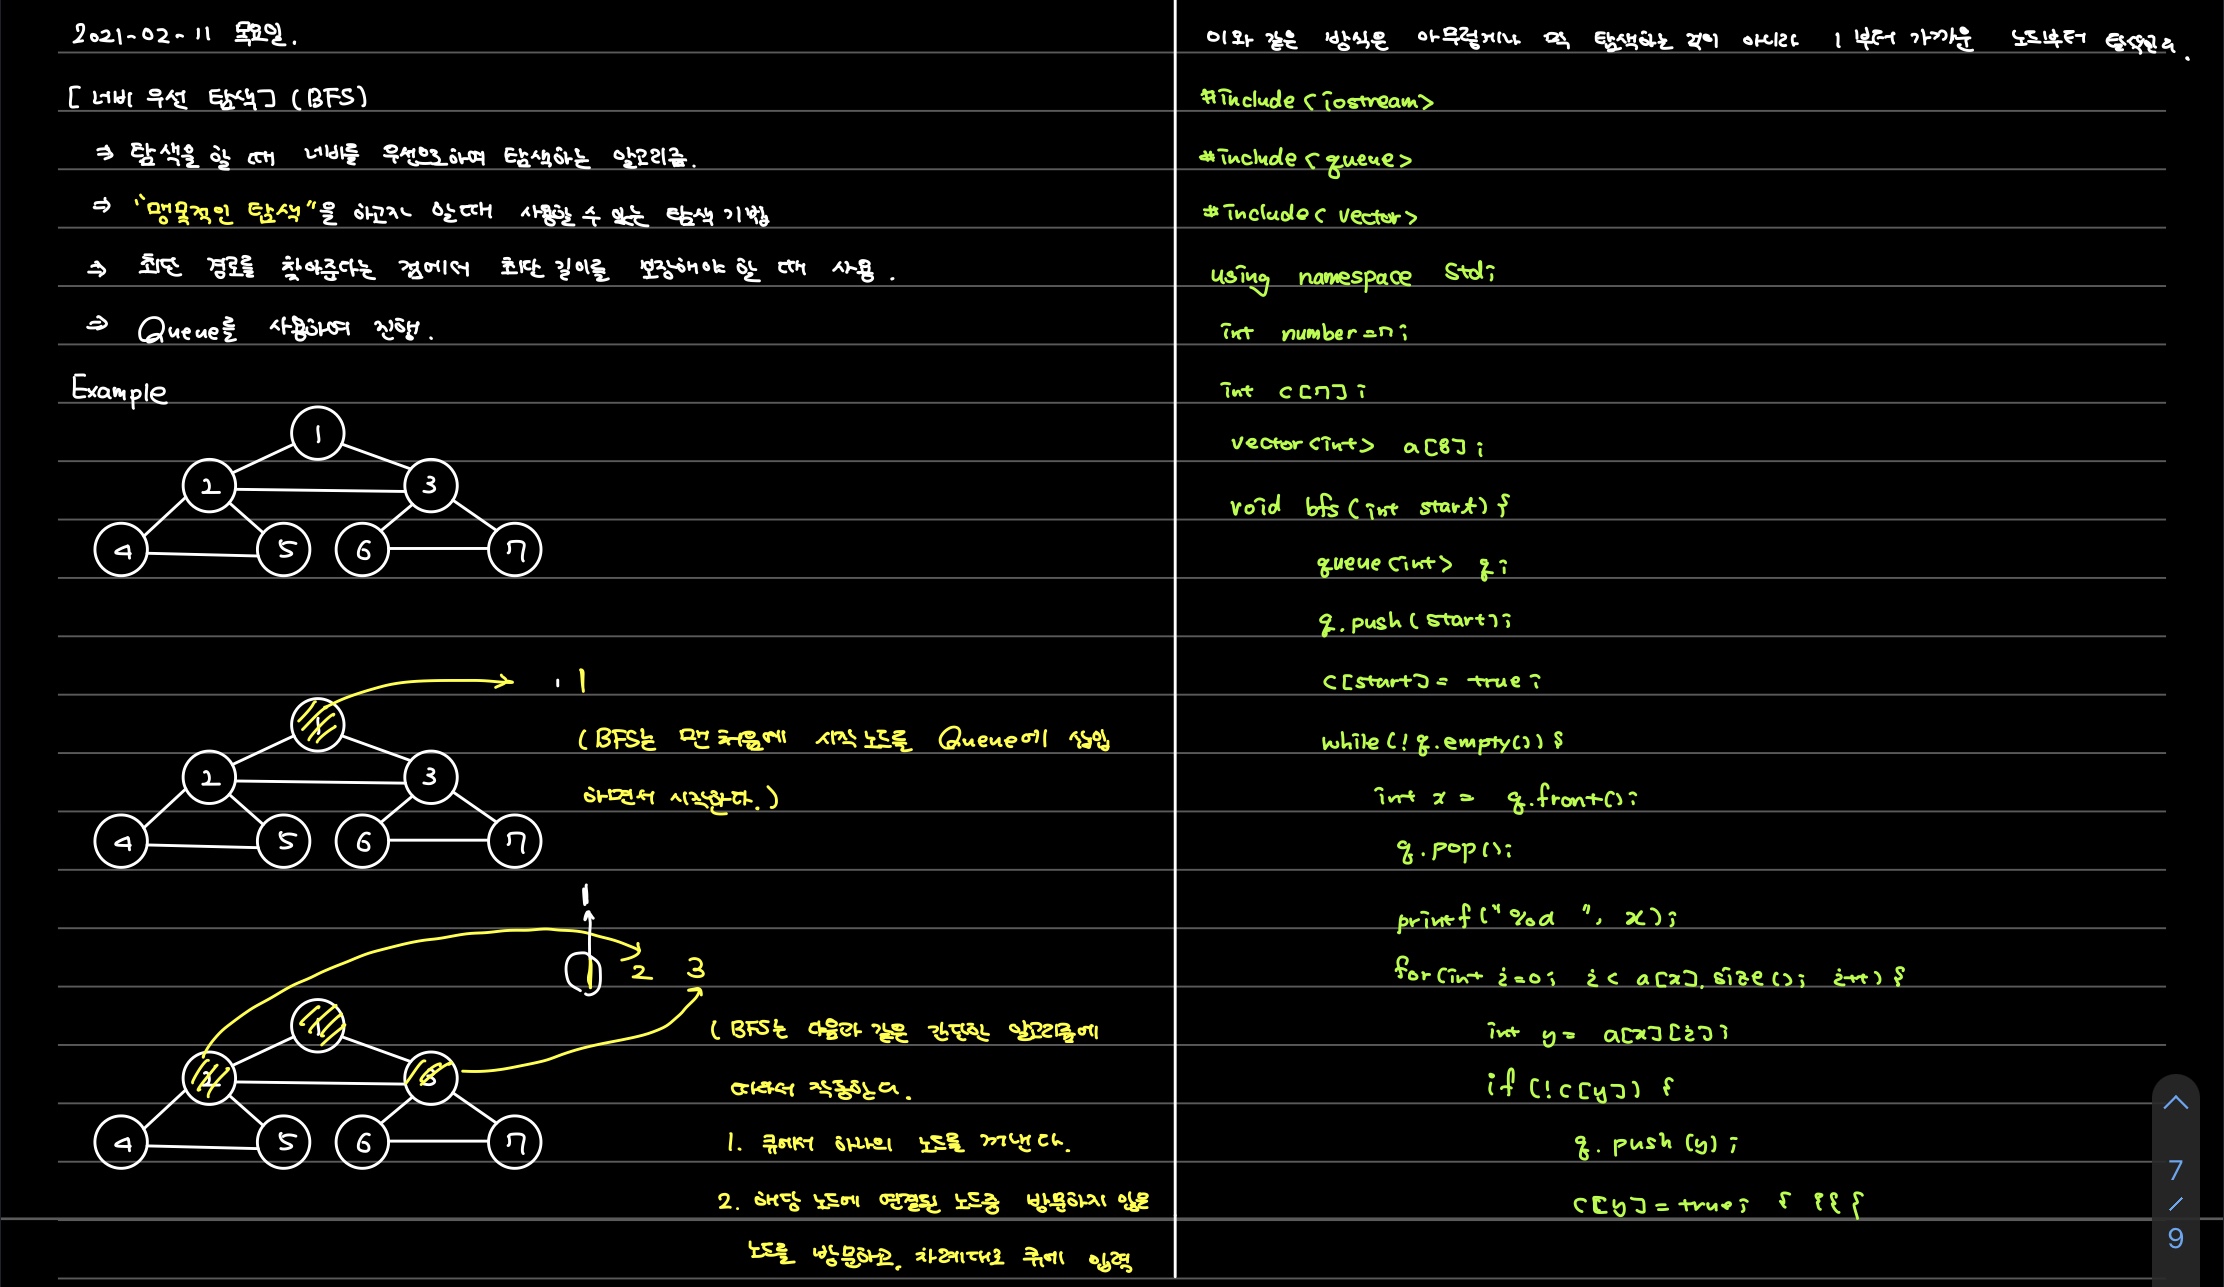 2021-02-11 목요일.
[너비 우선 탐색] (BFS)
⇒ 탐색을 할 때 너비를 우선으로하여 탐색하는 알고리즘.
⇒ "맹목적인 탐색"을 하고자 할때 사용할 수 있는 탐색 기법
⇒ 최단 경로를 찾아준다는 점에서 최단 길이를 보장해야 할 때 사용.
⇒ Queue를 사용하여 진행.
Example
1
2 3
4 5 6 7
1
1
2 3
4 5 6 7
(BFS는 맨 처음에 시작 노드를 Queue에 삽입
하면서 시작한다.)
1
1 2 3
1
2 3
4 5 6 7
(BFS는 다음과 같은 간단한 알고리즘에
따라서 작동한다.
1. 큐에서 하나의 노드를 꺼낸다.
2. 해당 노드에 연결된 노드중 방문하지 않은
노드를 방문하고, 차례대로 큐에 입력
이와 같은 방식은 아무렇게나 막 탐색하는 것이 아니라 1부터 가까운 노드부터 탐색한다.
#include <iostream>
#include <queue>
#include < vector>
using namespace std;
int number=7;
int c[7];
vector<int> a[8];
void bfs(int start) {
queue<int> q;
q.push(start);
c[start]= true;
while(!q.empty()) {
int x = q.front();
q.pop();
printf("%d ", x);
for(int i=0; i< a[x].size(); i++) {
int y= a[x][i];
if (!c[y]) {
q. push (y);
c[y]=true; } }}}
7
/
9